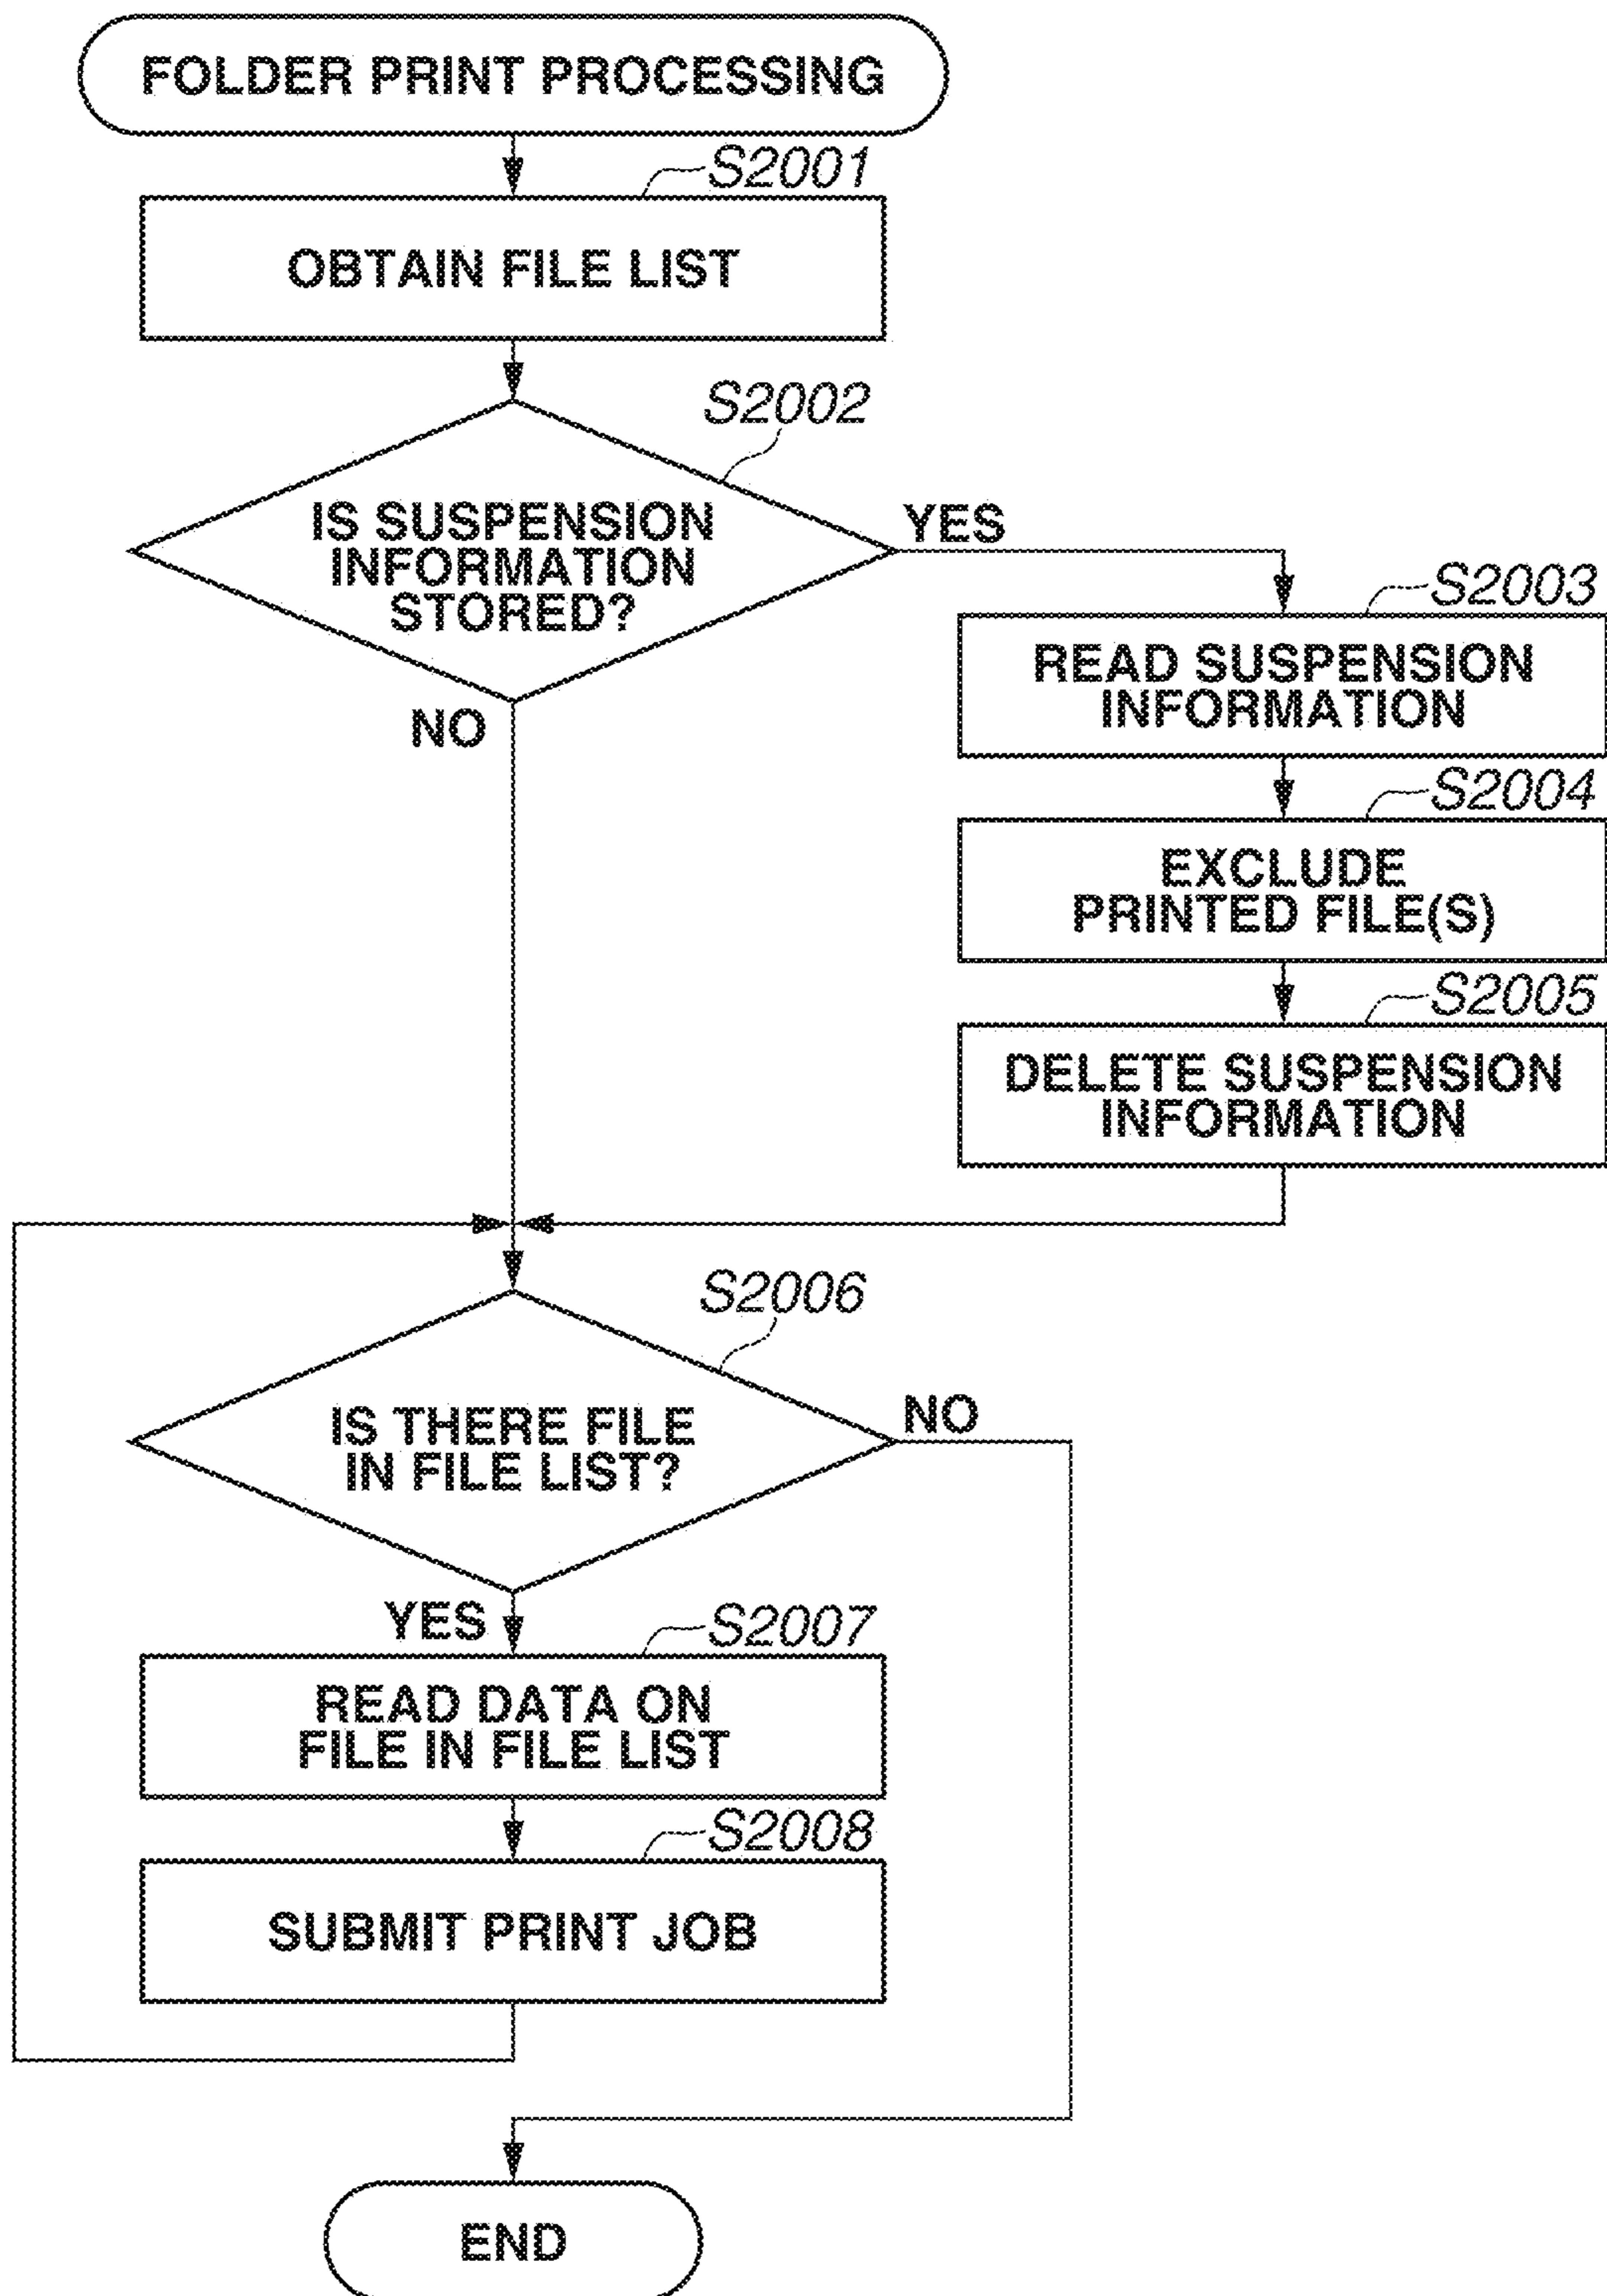 FOLDER PRINT PROCESSING
S2001
OBTAIN FILE LIST
S2002
IS SUSPENSION
INFORMATION
STORED?
YES
NO
S2003
READ SUSPENSION
INFORMATION
S2004
EXCLUDE
PRINTED FILE(S)
S2005
DELETE SUSPENSION
INFORMATION
S2006
IS THERE FILE
IN FILE LIST?
NO
YES
S2007
READ DATA ON
FILE IN FILE LIST
S2008
SUBMIT PRINT JOB
END